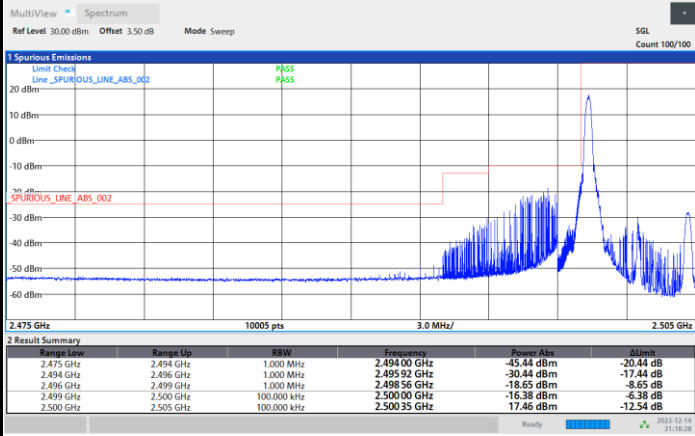 MultiView Spectrum
Ref Level 30.00 dBm Offset 3.50 dB Mode Sweep SGL
Count 100/100
1 Spurious Emissions
Limit Check PASS
Line _SPURIOUS_LINE_ABS_002 PASS
20 dBm
10 dBm
0 dBm
-10 dBm
-20 dBm
SPURIOUS_LINE_ABS_002
-30 dBm
-40 dBm
-50 dBm
-60 dBm
2.475 GHz 10005 pts 3.0 MHz/ 2.505 GHz
2 Result Summary
Range Low Range Up RBW Frequency Power Abs ΔLimit
2.475 GHz 2.494 GHz 1.000 MHz 2.494 00 GHz -45.44 dBm -20.44 dB
2.494 GHz 2.496 GHz 1.000 MHz 2.495 92 GHz -30.44 dBm -17.44 dB
2.496 GHz 2.499 GHz 1.000 MHz 2.498 56 GHz -18.65 dBm -8.65 dB
2.499 GHz 2.500 GHz 100.000 kHz 2.500 00 GHz -16.38 dBm -6.38 dB
2.500 GHz 2.505 GHz 100.000 kHz 2.500 35 GHz 17.46 dBm -12.54 dB
Ready 2023-12-14
21:18:28